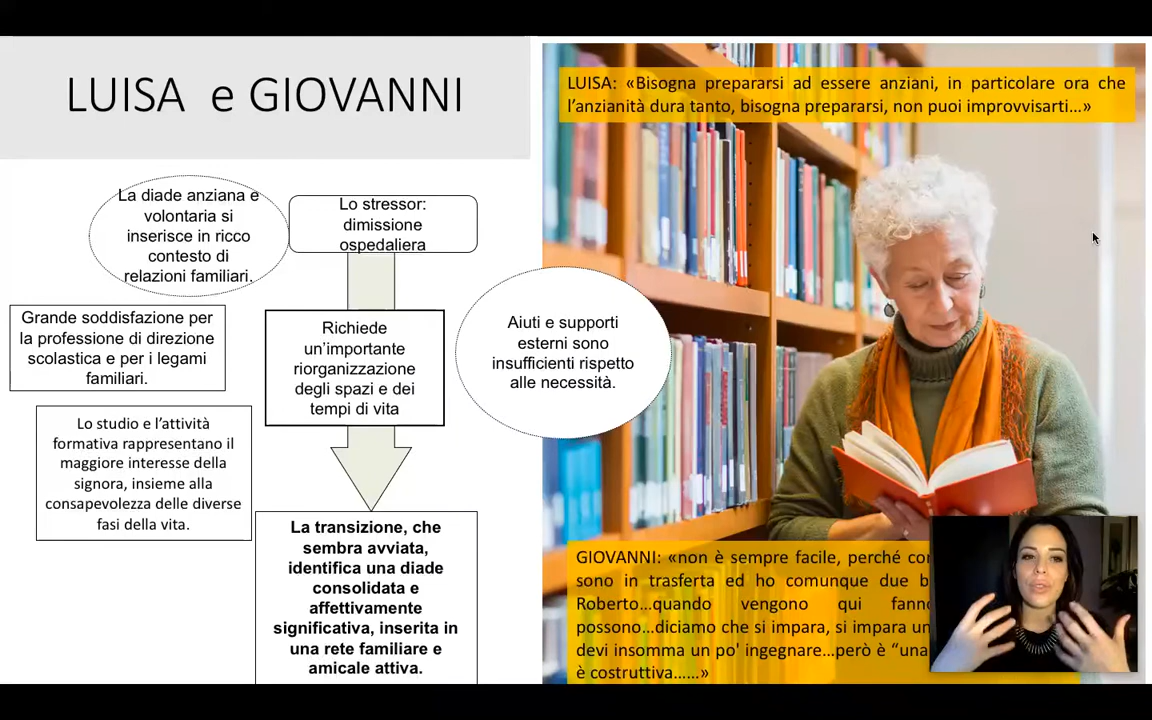 LUISA e GIOVANNI
La diade anziana e
volontaria si
inserisce in ricco
contesto di
relazioni familiari.
Lo stressor:
dimissione
ospedaliera
Grande soddisfazione per
la professione di direzione
scolastica e per i legami
familiari.
Richiede
un’importante
riorganizzazione
degli spazi e dei
tempi di vita
Aiuti e supporti
esterni sono
insufficienti rispetto
alle necessità.
Lo studio e l’attività
formativa rappresentano il
maggiore interesse della
signora, insieme alla
consapevolezza delle diverse
fasi della vita.
La transizione, che
sembra avviata,
identifica una diade
consolidata e
affettivamente
significativa, inserita in
una rete familiare e
amicale attiva.
LUISA: «Bisogna prepararsi ad essere anziani, in particolare ora che
l’anzianità dura tanto, bisogna prepararsi, non puoi improvvisarti...»
GIOVANNI: «non è sempre facile, perché
sono in trasferta ed ho comunque due
Roberto...quando vengono qui
possono...diciamo che si impara, si impara
devi insomma un po' ingegnare...però è “una
è costruttiva......»